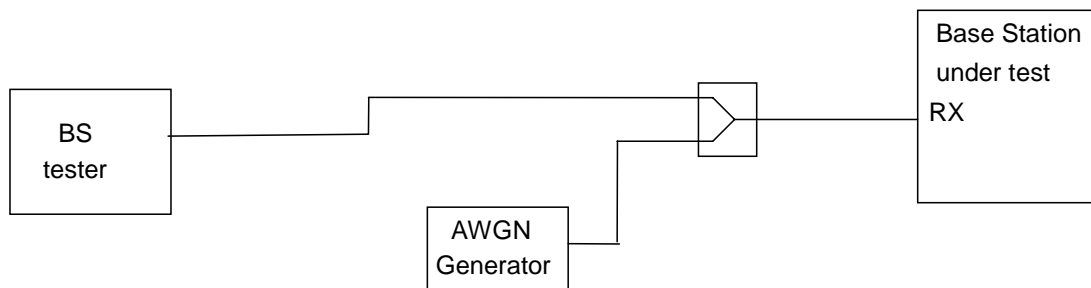 BS
tester
AWGN
Generator
Base Station
under test
RX